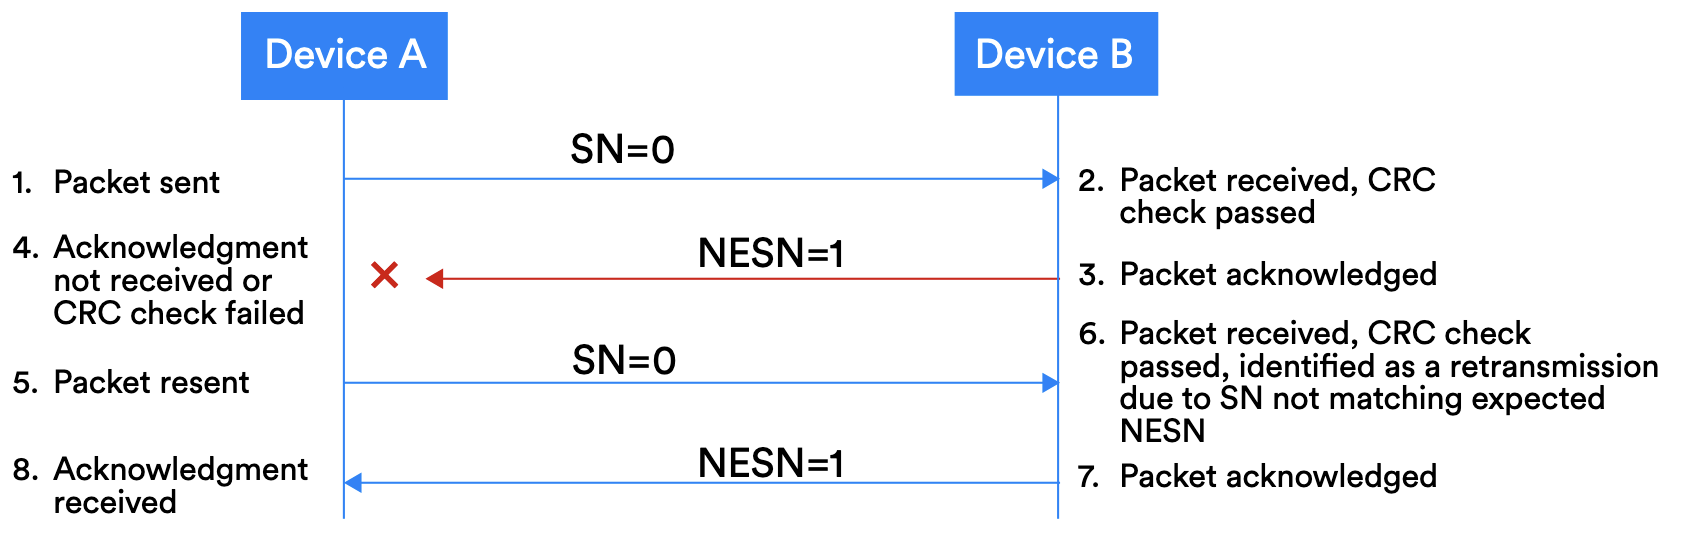 Device A
Device B
SN=0
1. Packet sent
2. Packet received, CRC
check passed
4. Acknowledgment
not received or
CRC check failed
NESN=1
3. Packet acknowledged
SN=0
5. Packet resent
6. Packet received, CRC check
passed, identified as a retransmission
due to SN not matching expected
NESN
8. Acknowledgment
received
NESN=1
7. Packet acknowledged